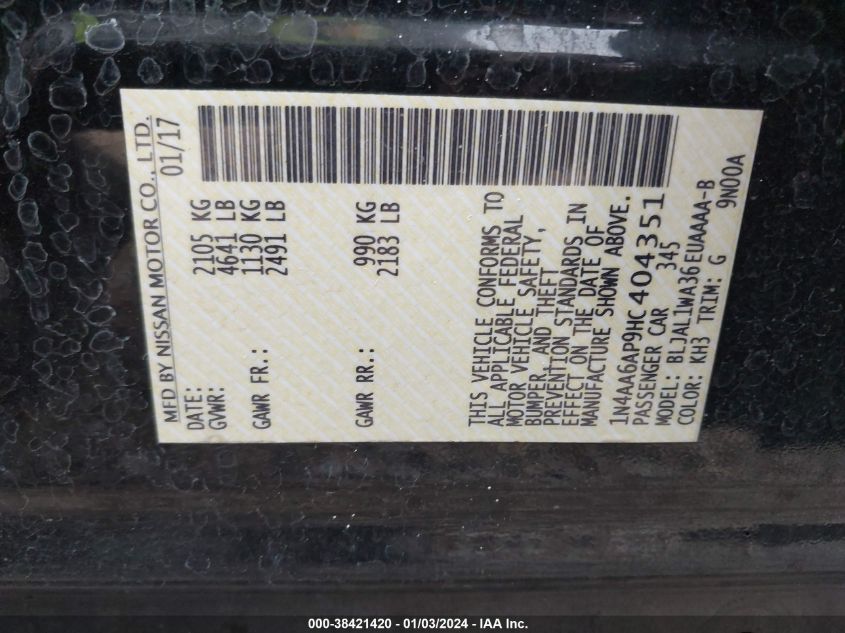 MFD BY NISSAN MOTOR CO., LTD.
DATE: 01/17
GVWR: 2105 KG
4641 LB
GAWR FR.: 1130 KG
2491 LB
GAWR RR.: 990 KG
2183 LB
THIS VEHICLE CONFORMS TO
ALL APPLICABLE FEDERAL
MOTOR VEHICLE SAFETY,
BUMPER, AND THEFT
PREVENTION STANDARDS IN
EFFECT ON THE DATE OF
MANUFACTURE SHOWN ABOVE.
1N4AA6AP9HC404351
PASSENGER CAR 345
MODEL: BLJAL1WA36EUAAAA-B
COLOR: KH3 TRIM: G 9N00A
000-38421420 - 01/03/2024 - IAA Inc.